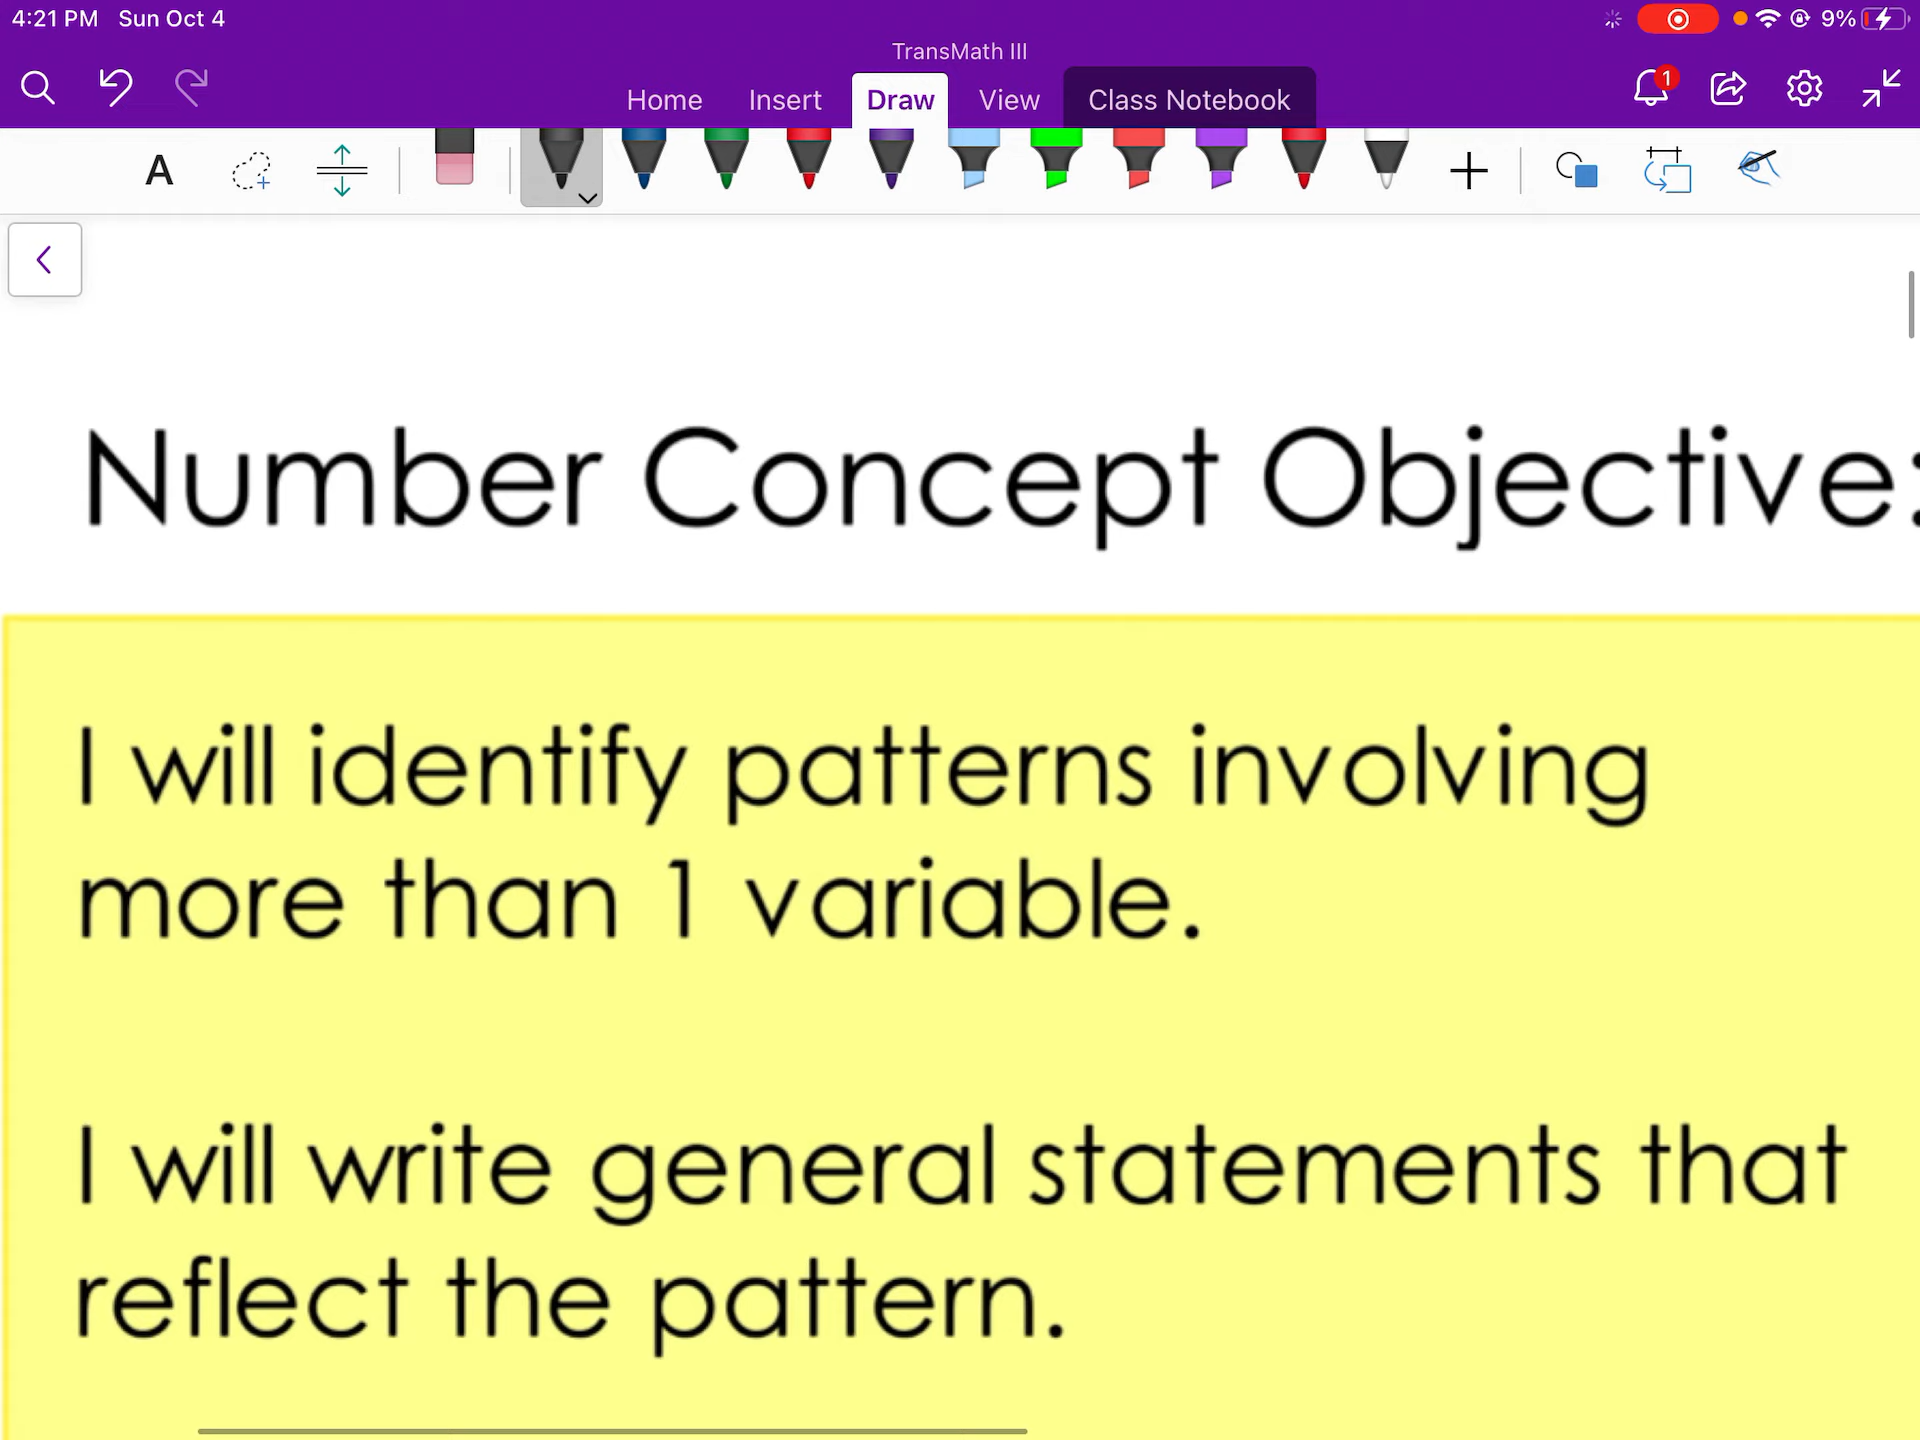 4:21 PM Sun Oct 4
9%
TransMath III
1
Home Insert Draw View Class Notebook
A
Number Concept Objective:
I will identify patterns involving
more than 1 variable.
I will write general statements that
reflect the pattern.